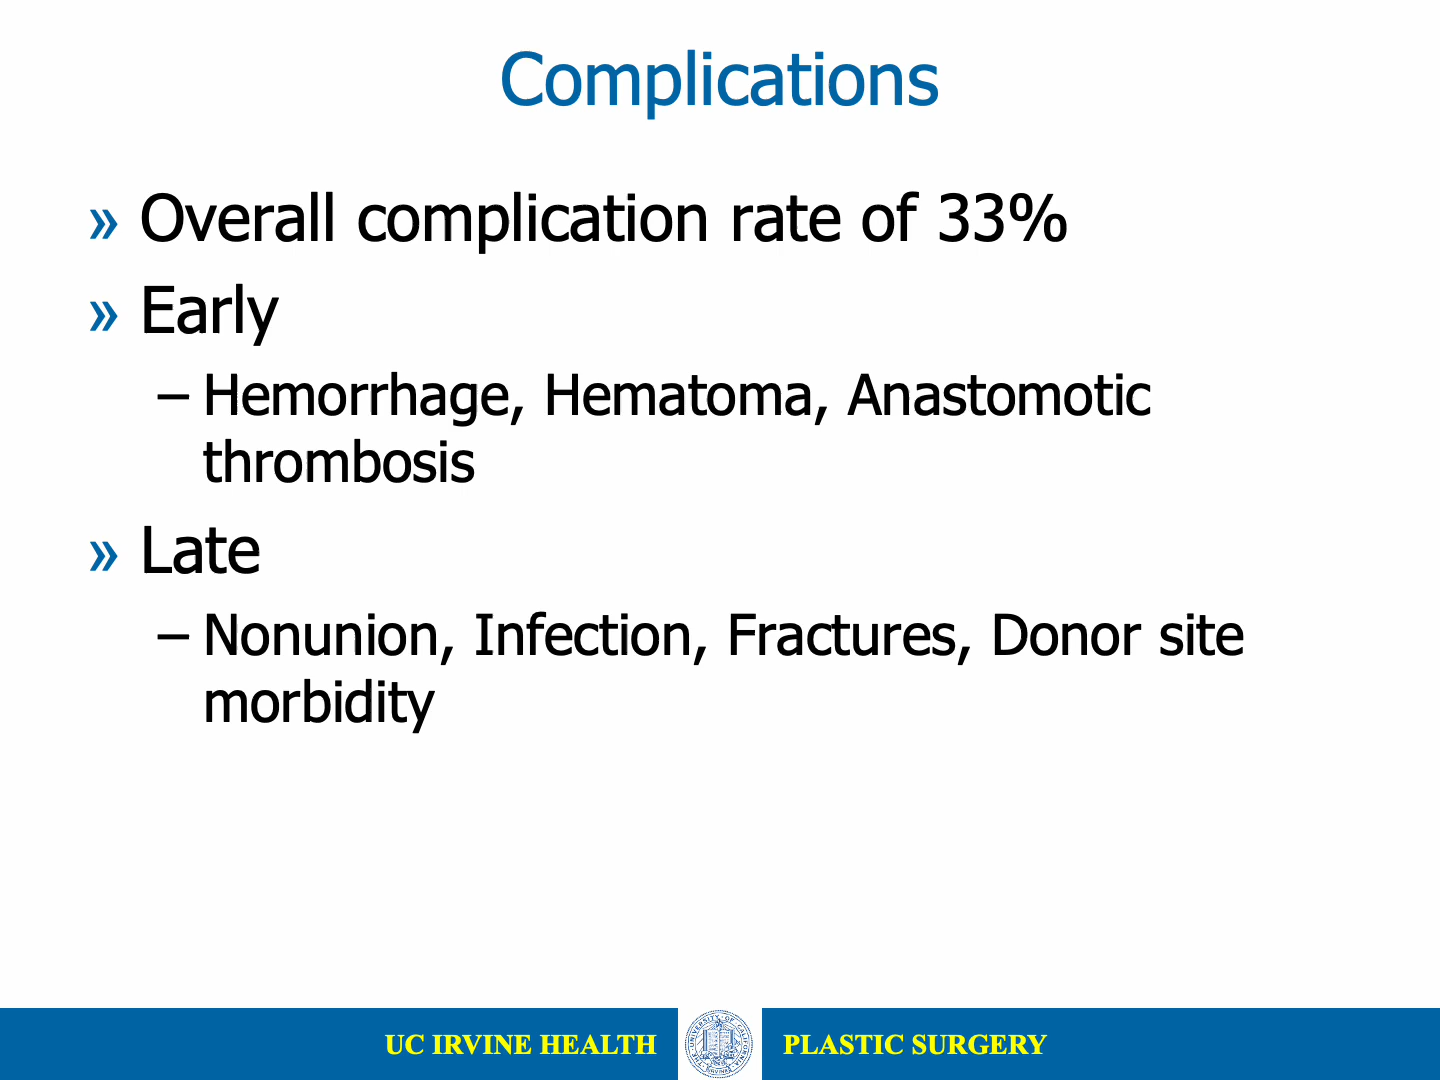 Complications
» Overall complication rate of 33%
» Early
– Hemorrhage, Hematoma, Anastomotic
thrombosis
» Late
– Nonunion, Infection, Fractures, Donor site
morbidity
UC IRVINE HEALTH
PLASTIC SURGERY